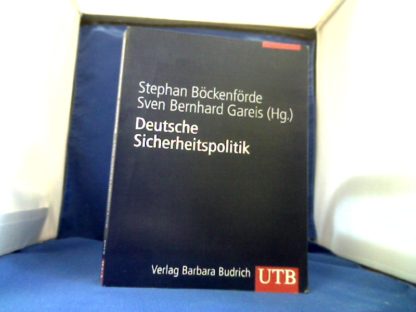 Stephan Böckenförde
Sven Bernhard Gareis (Hg.)
Deutsche
Sicherheitspolitik
Verlag Barbara Budrich UTB